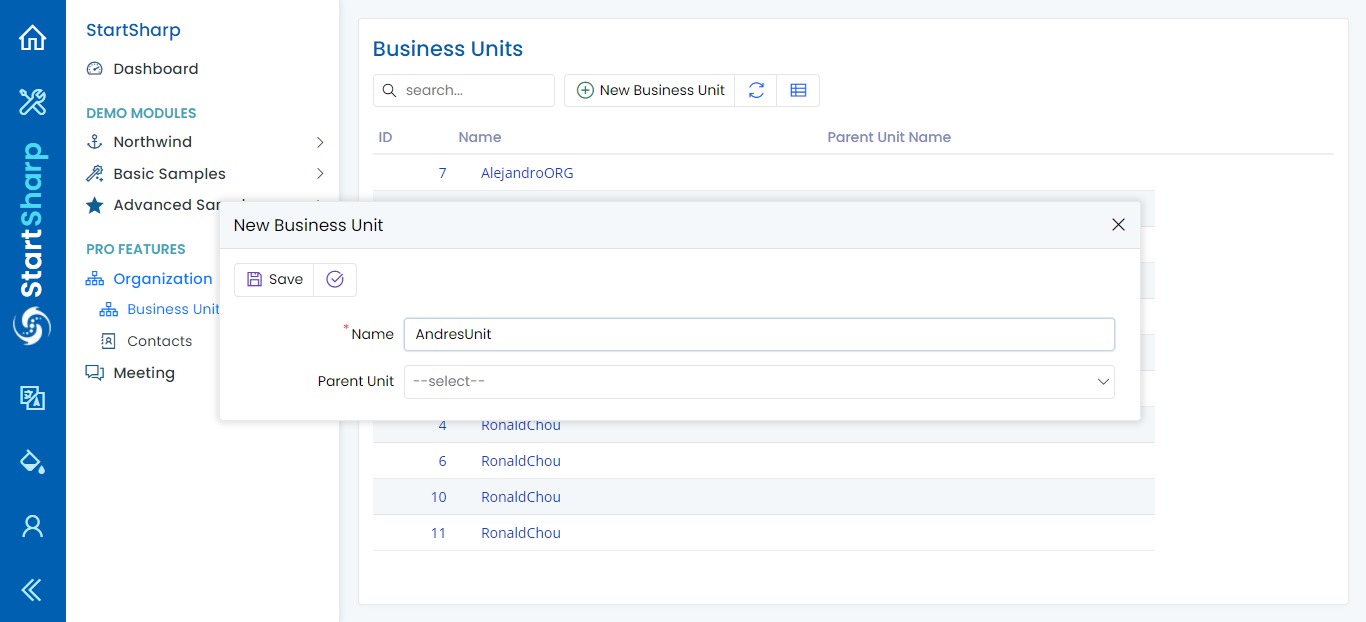 StartSharp
StartSharp
Dashboard
DEMO MODULES
Northwind
Basic Samples
Advanced Sam
PRO FEATURES
Organization
Business Unit
Contacts
Meeting
Business Units
search...
New Business Unit
ID Name Parent Unit Name
7 AlejandroORG
New Business Unit
Save
*Name AndresUnit
Parent Unit --select--
4 RonaldChou
6 RonaldChou
10 RonaldChou
11 RonaldChou